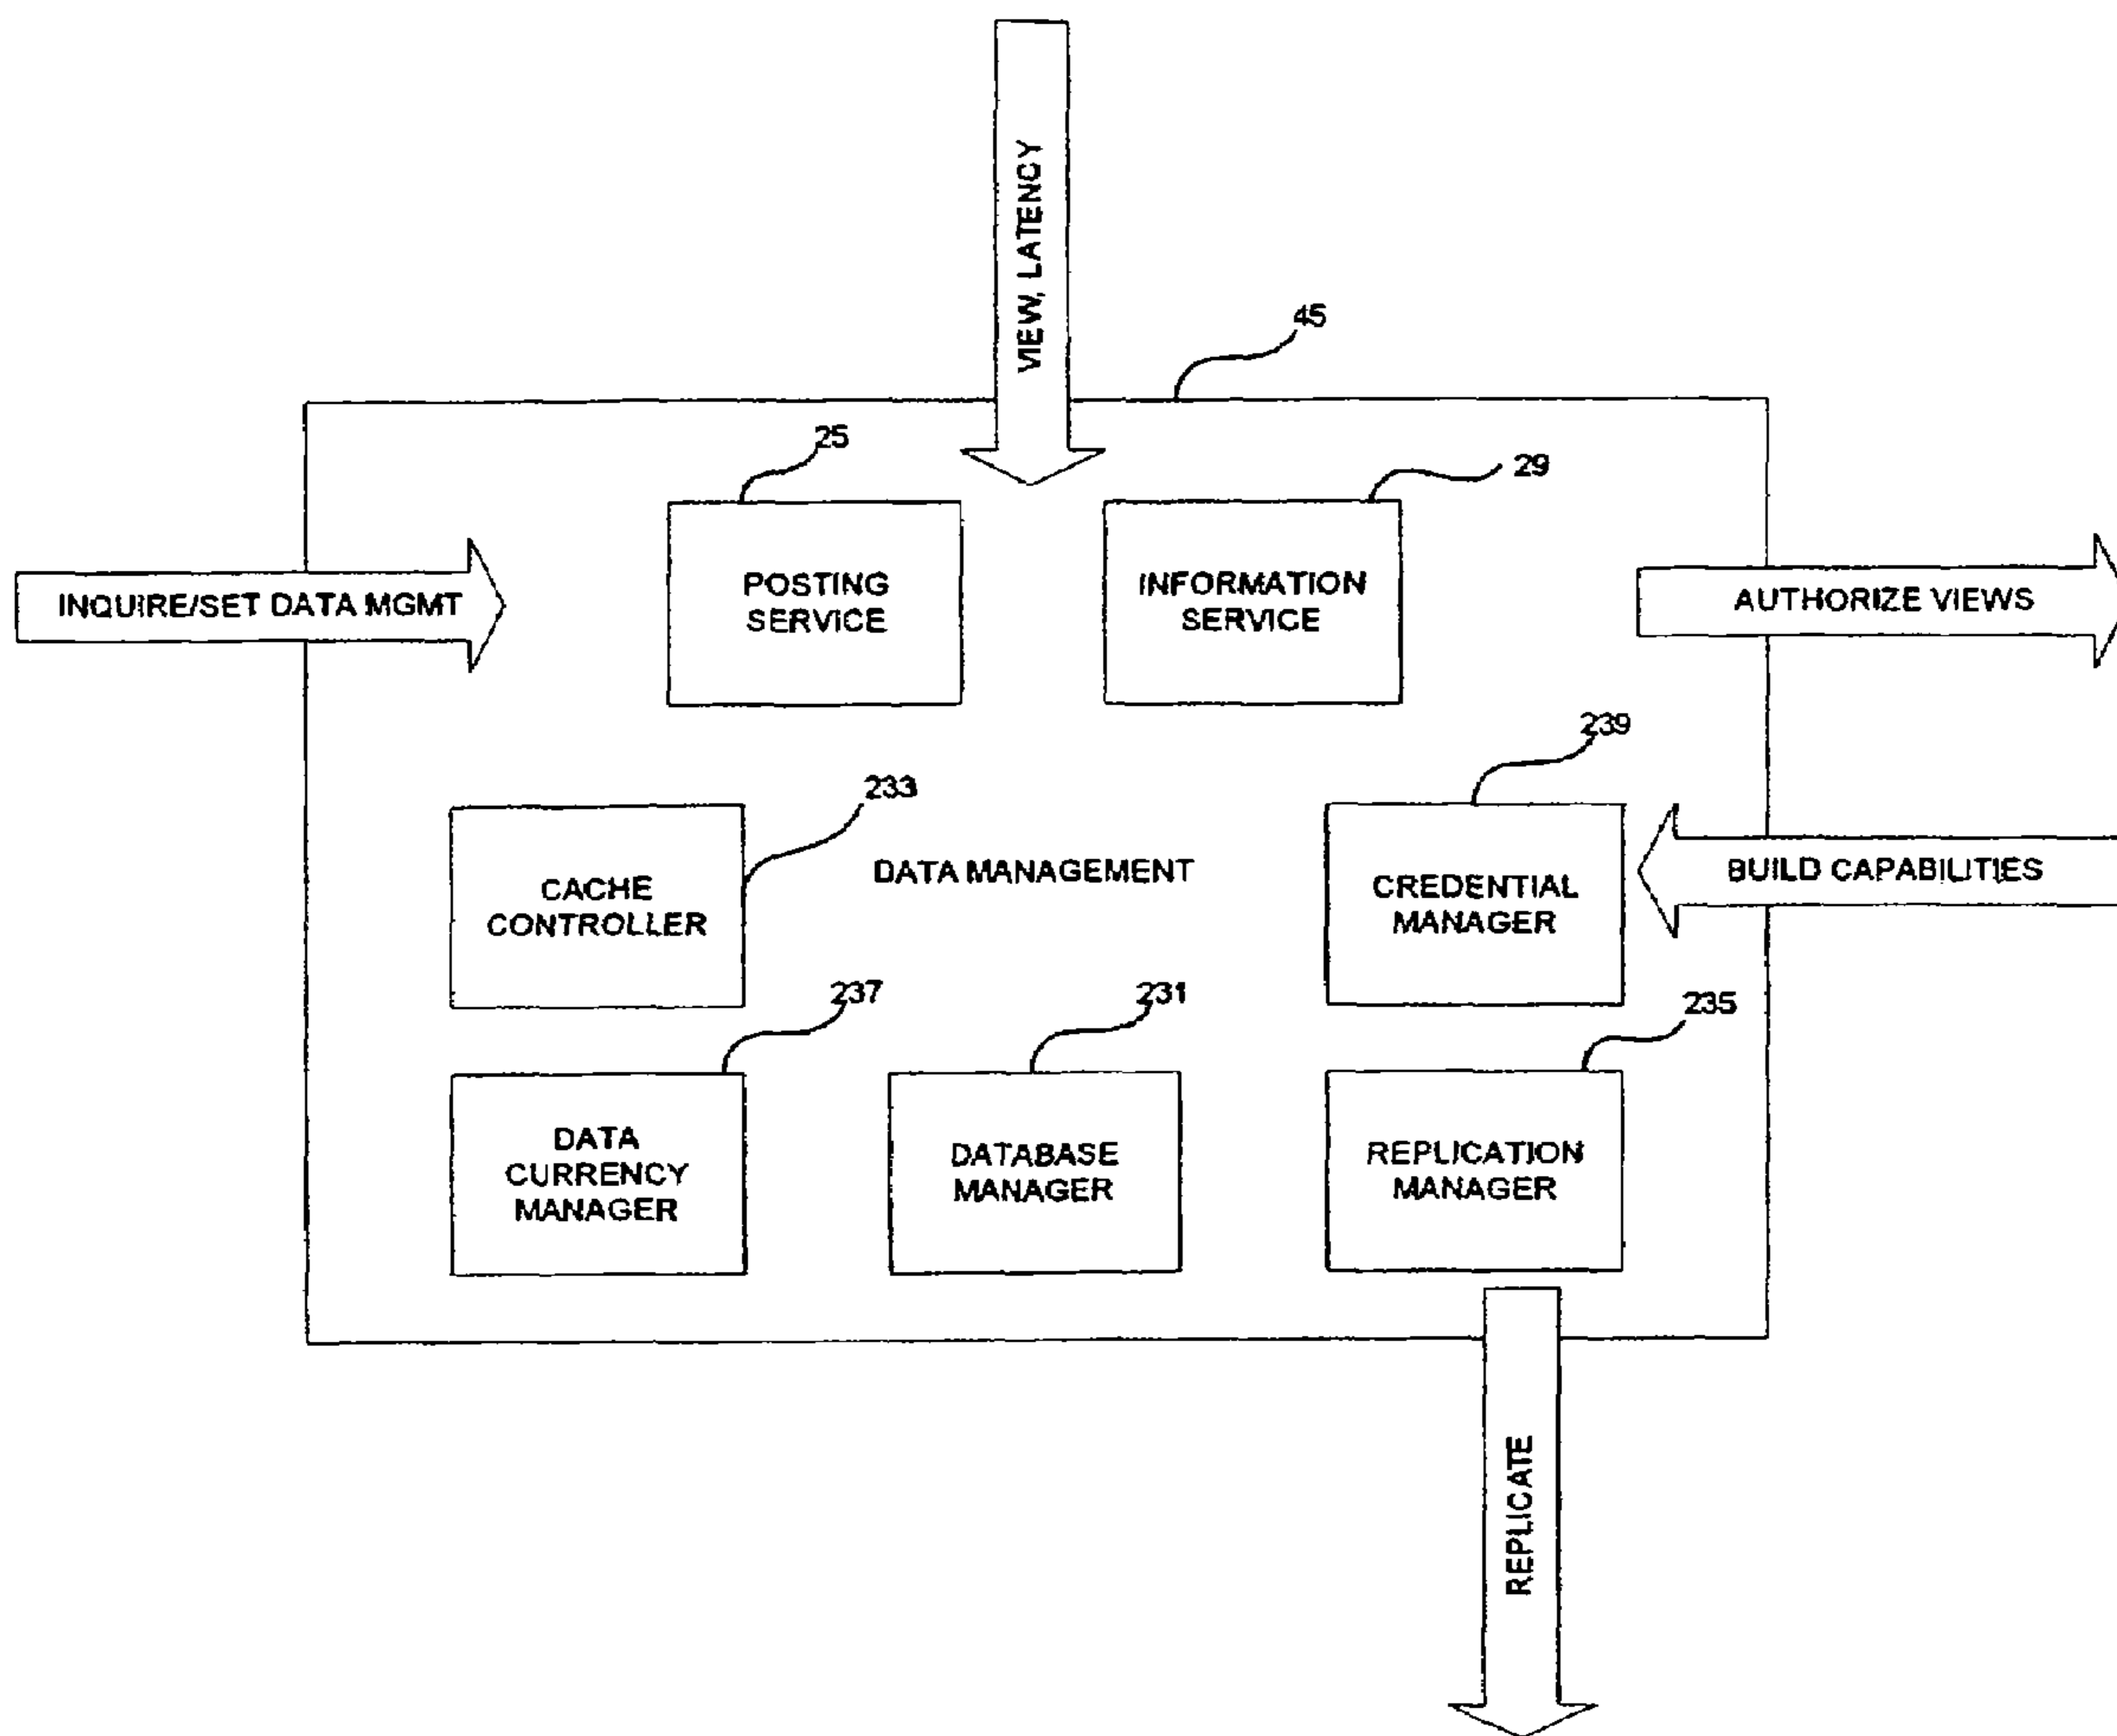 VIEW, LATENCY
45
25
29
INQUIRE/SET DATA MGMT
POSTING
SERVICE
INFORMATION
SERVICE
AUTHORIZE VIEWS
239
233
CACHE
CONTROLLER
DATA MANAGEMENT
CREDENTIAL
MANAGER
BUILD CAPABILITIES
237
231
235
DATA
CURRENCY
MANAGER
DATABASE
MANAGER
REPLICATION
MANAGER
REPLICATE